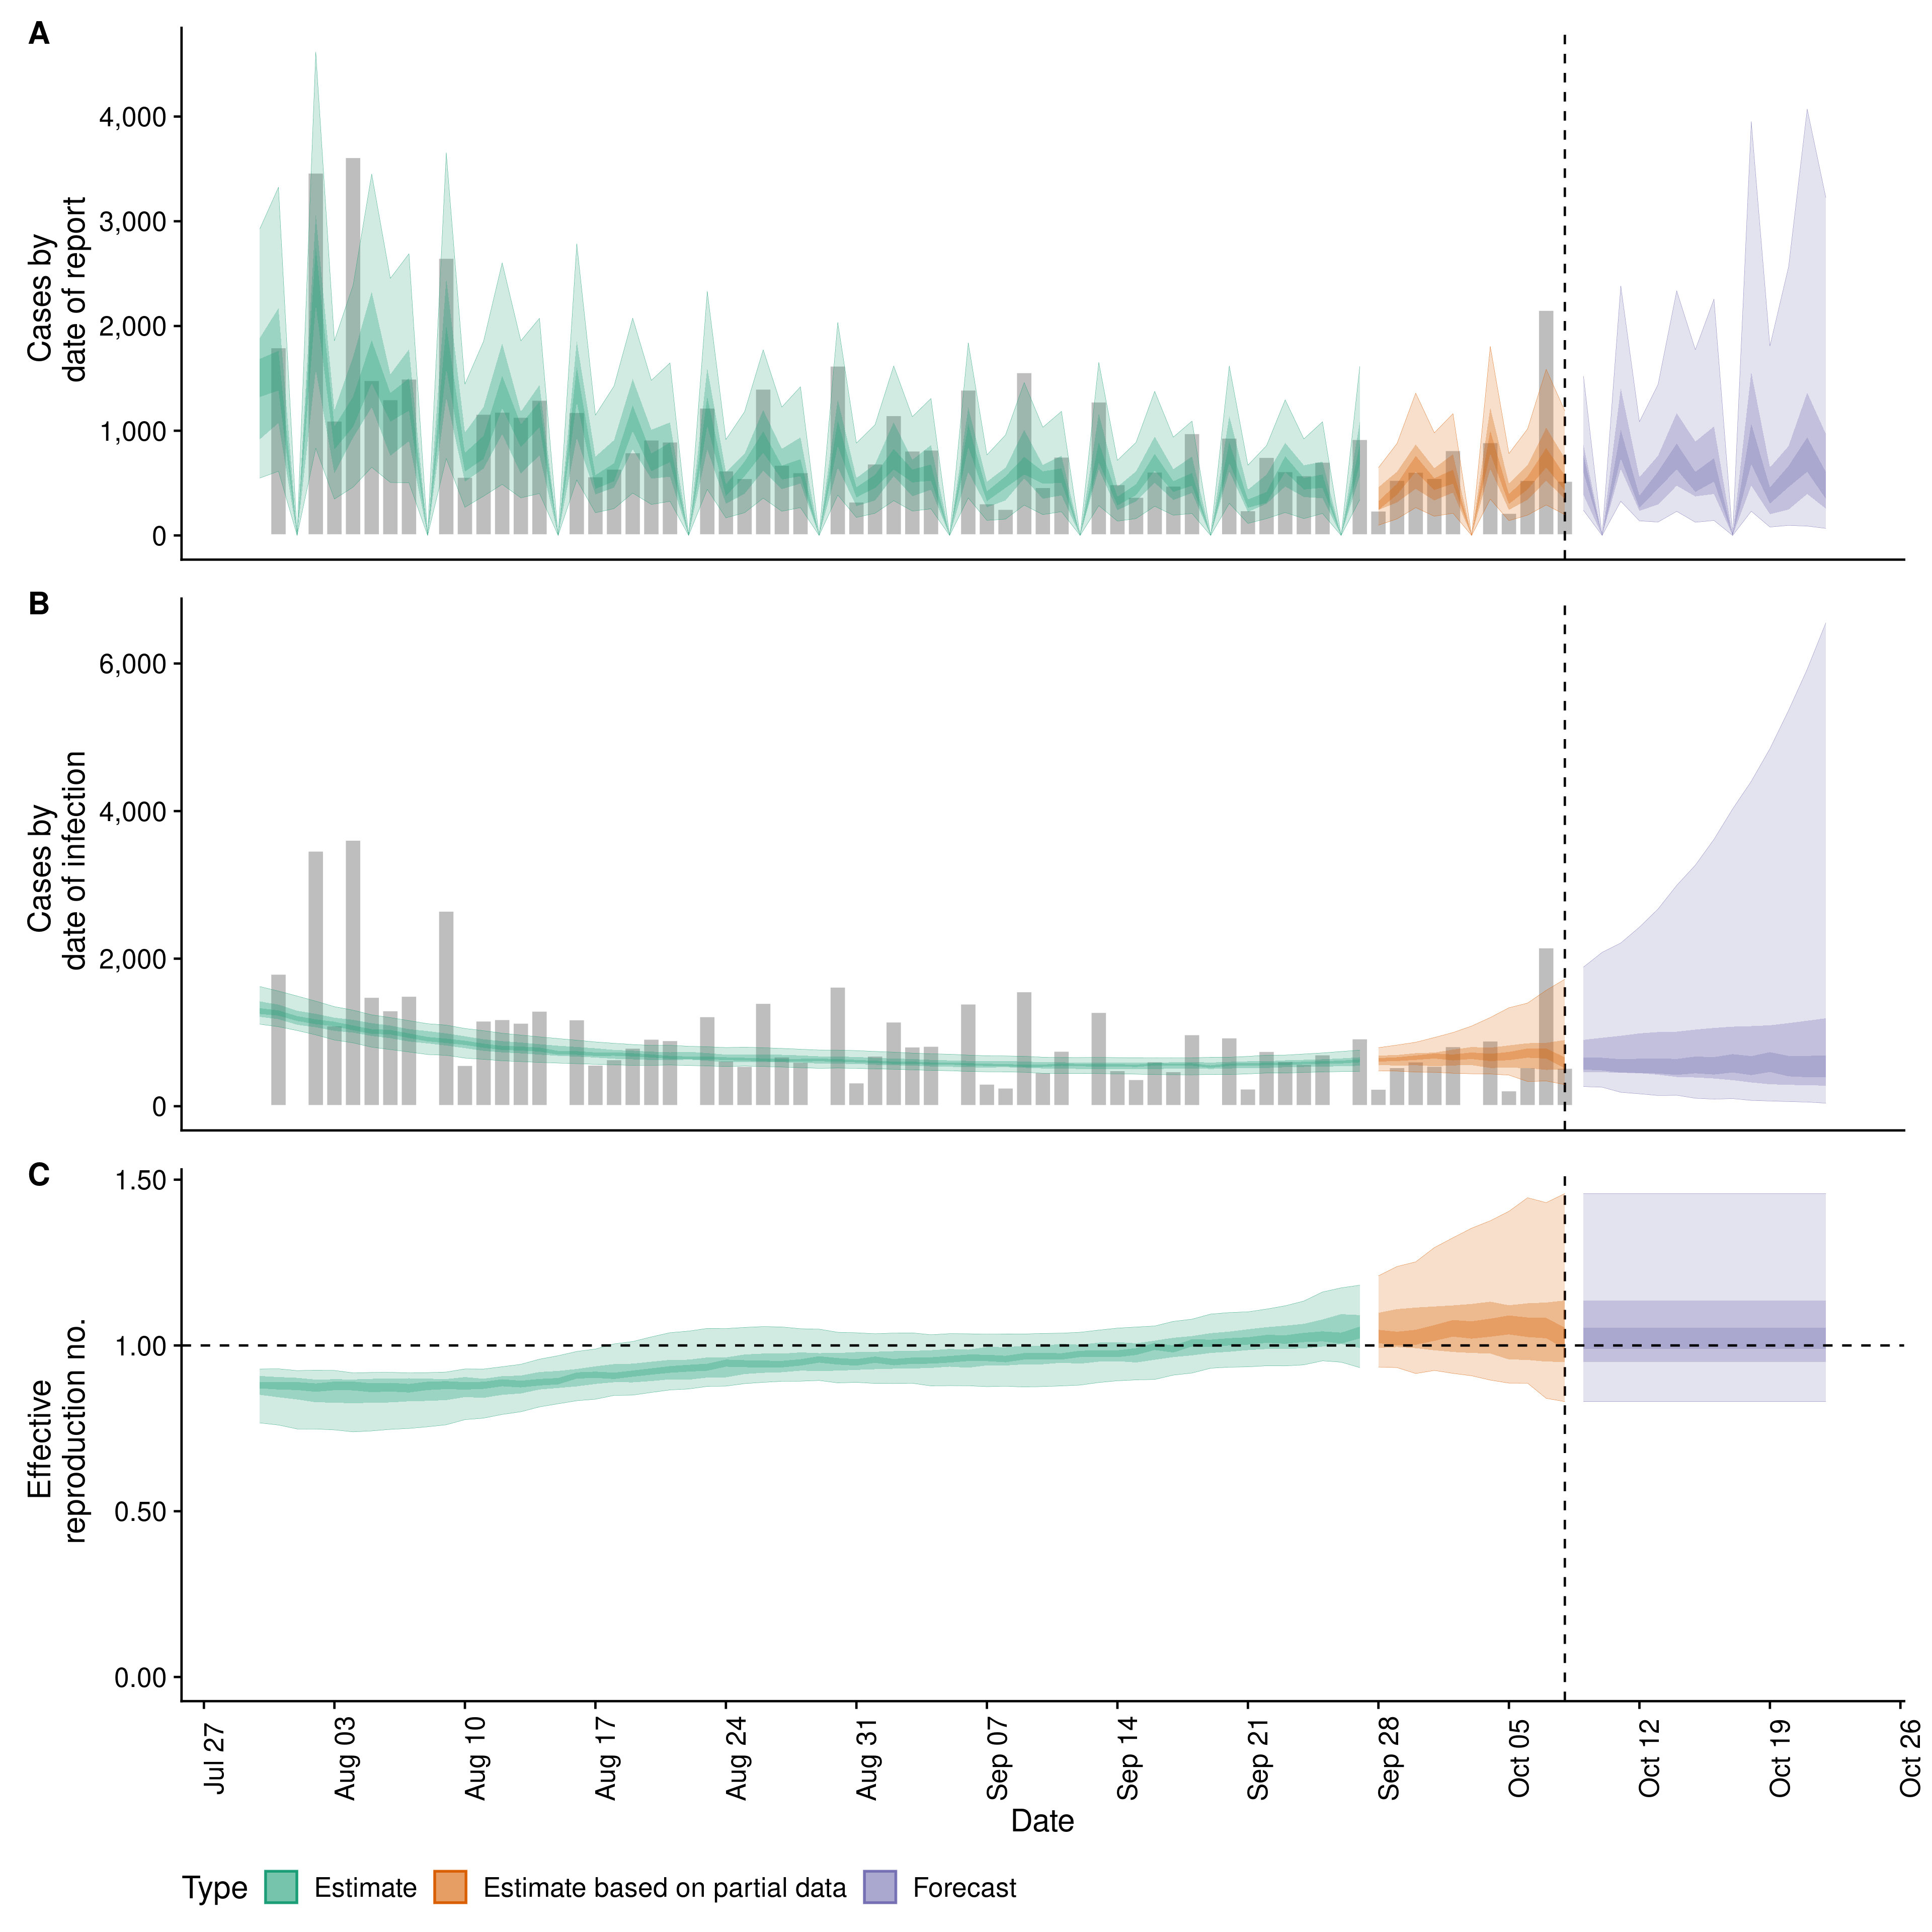 A
Cases by
date of report
4,000
3,000
2,000
1,000
0
B
Cases by
date of infection
6,000
4,000
2,000
0
C
Effective
reproduction no.
1.50
1.00
0.50
0.00
Jul 27
Aug 03
Aug 10
Aug 17
Aug 24
Aug 31
Sep 07
Sep 14
Sep 21
Sep 28
Oct 05
Oct 12
Oct 19
Oct 26
Date
Type Estimate Estimate based on partial data Forecast